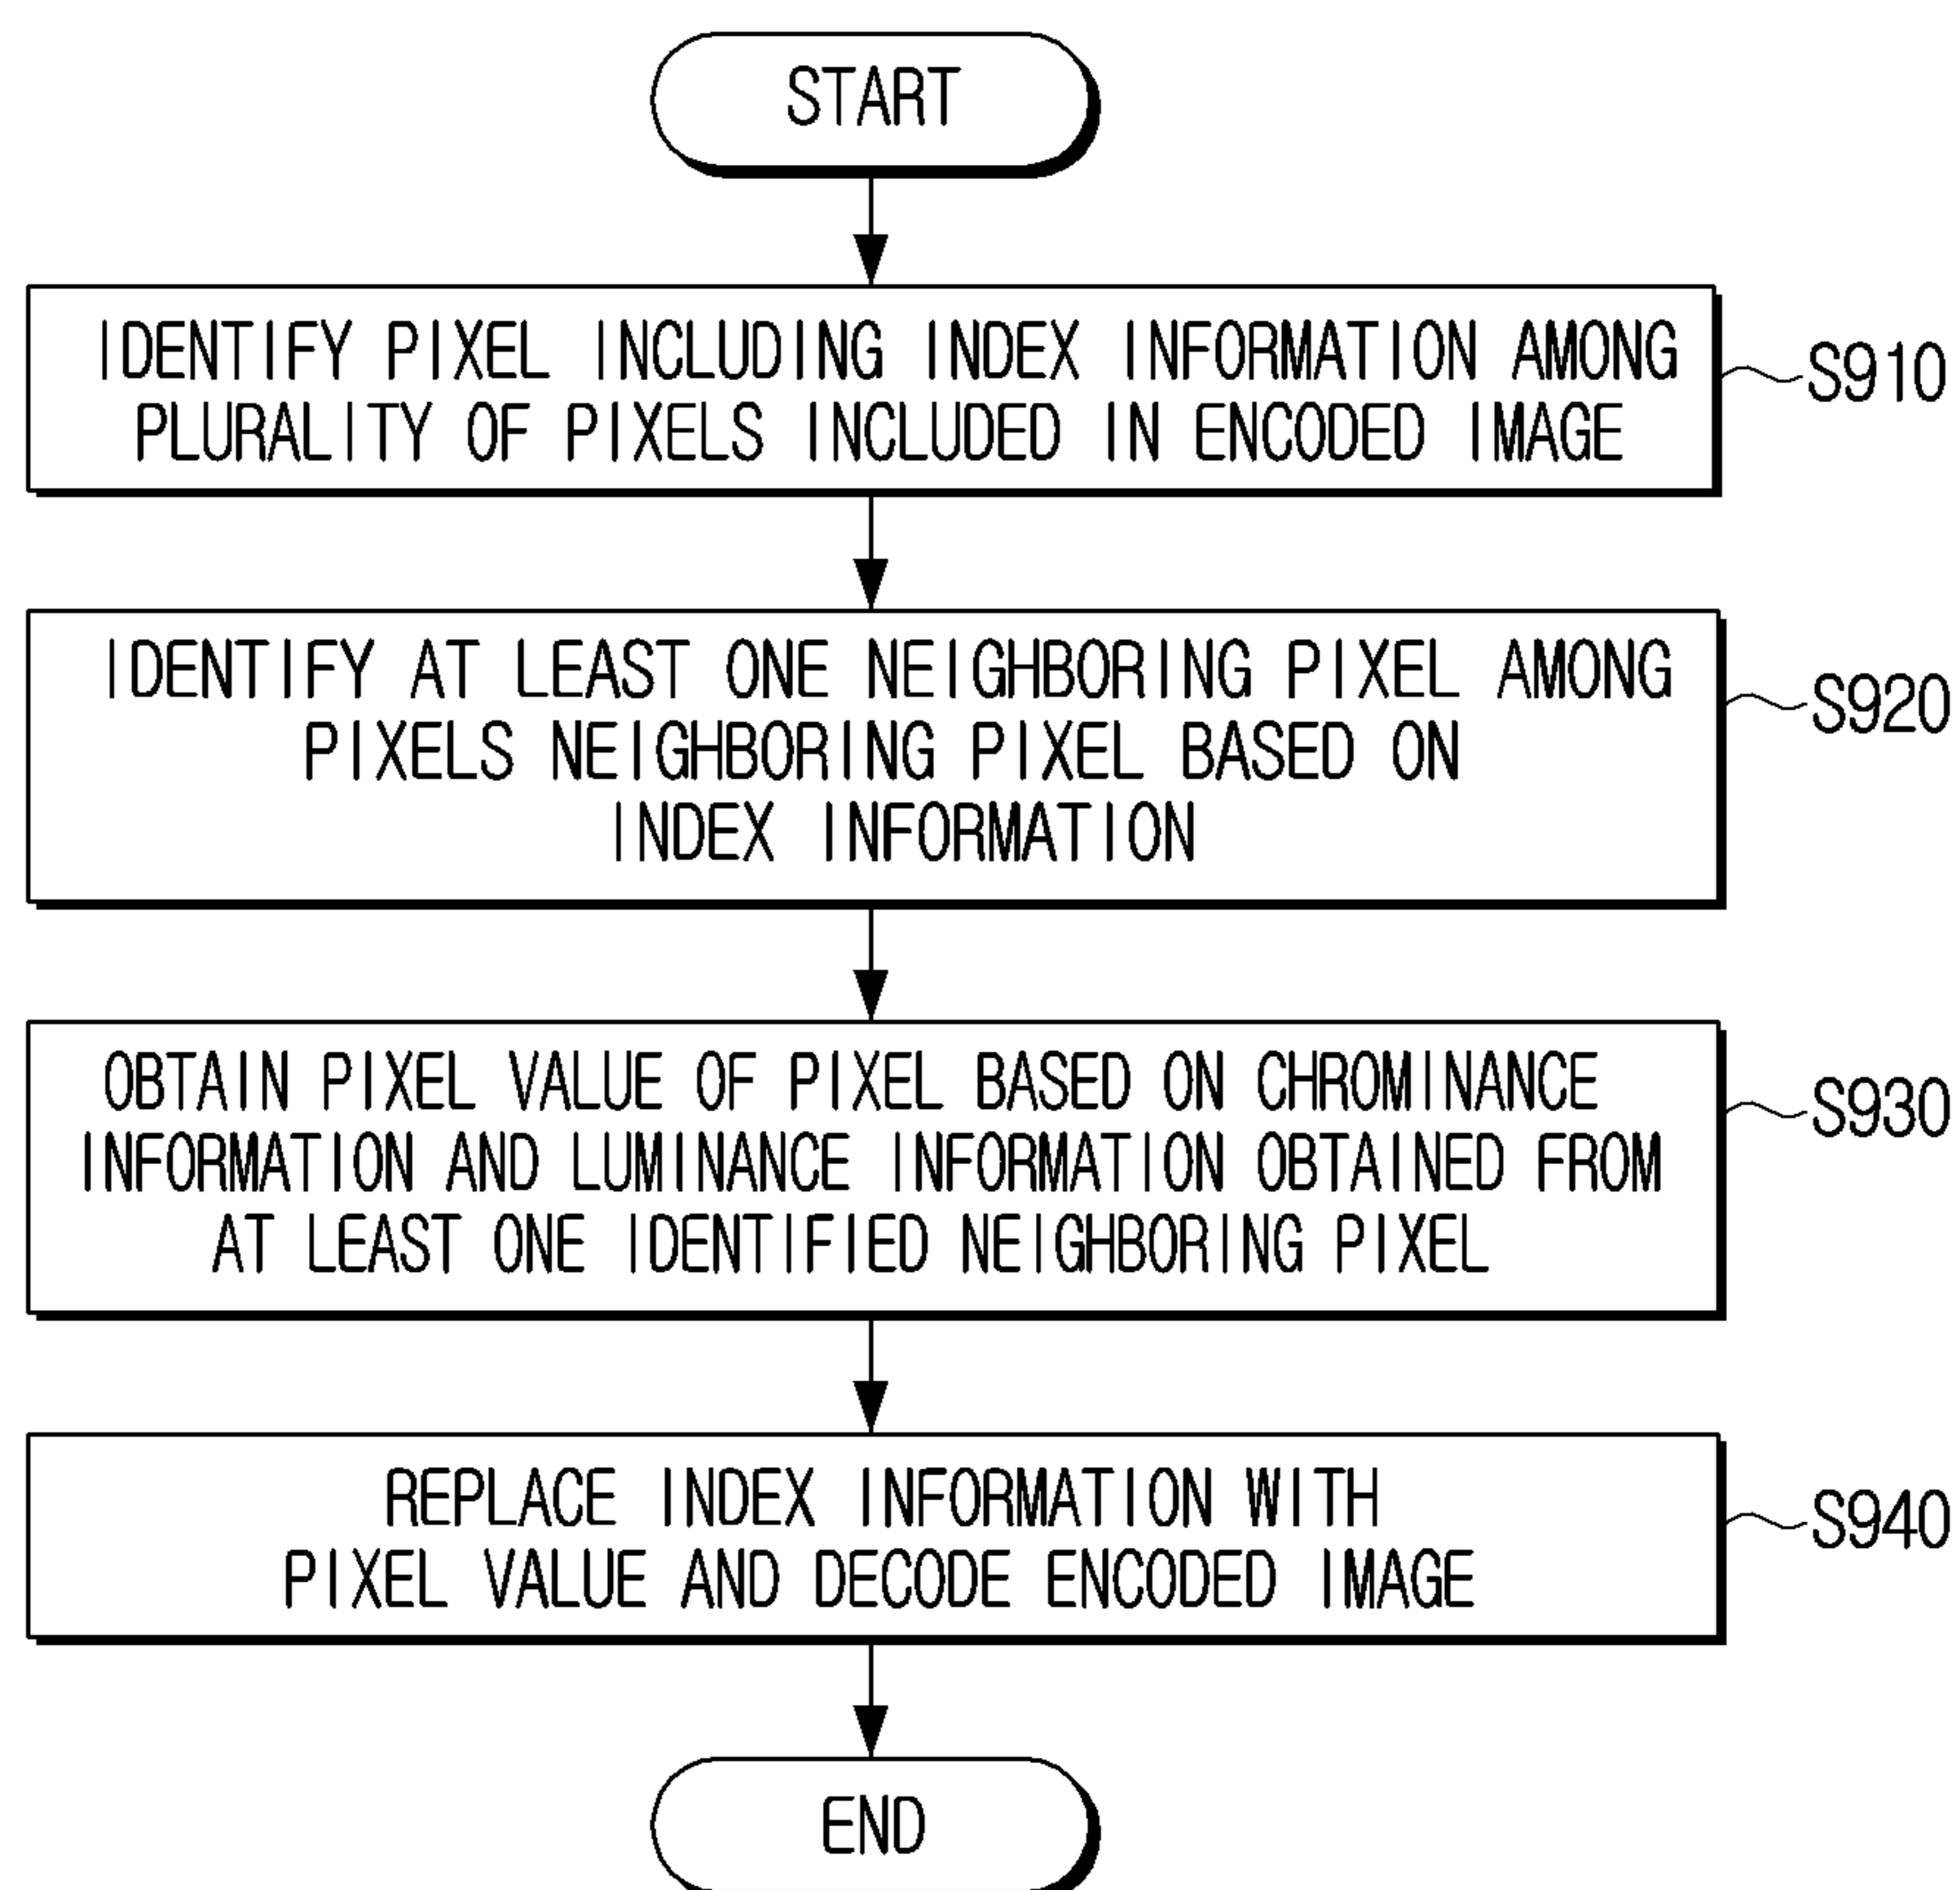 START
IDENTIFY PIXEL INCLUDING INDEX INFORMATION AMONG
PLURALITY OF PIXELS INCLUDED IN ENCODED IMAGE
S910
IDENTIFY AT LEAST ONE NEIGHBORING PIXEL AMONG
PIXELS NEIGHBORING PIXEL BASED ON
INDEX INFORMATION
S920
OBTAIN PIXEL VALUE OF PIXEL BASED ON CHROMINANCE
INFORMATION AND LUMINANCE INFORMATION OBTAINED FROM
AT LEAST ONE IDENTIFIED NEIGHBORING PIXEL
S930
REPLACE INDEX INFORMATION WITH
PIXEL VALUE AND DECODE ENCODED IMAGE
S940
END